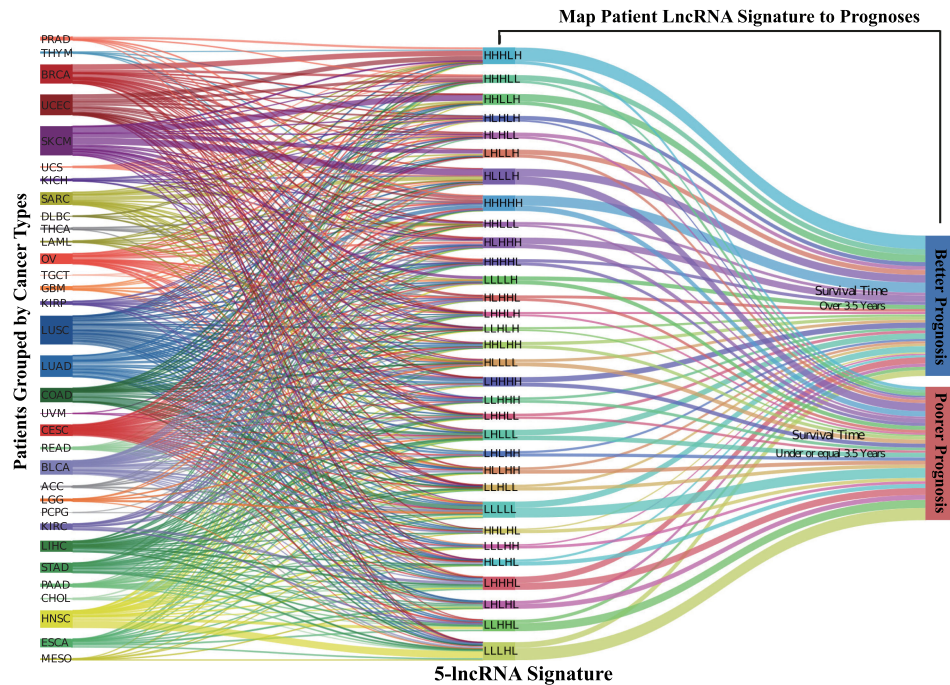 Map Patient LncRNA Signature to Prognoses
Patients Grouped by Cancer Types
PRAD
THYM
BRCA
UCEC
SKCM
UCS
KICH
SARC
DLBC
THCA
LAML
OV
TGCT
GBM
KIRP
LUSC
LUAD
COAD
UVM
CESC
READ
BLCA
ACC
LGG
PCPG
KIRC
LIHC
STAD
PAAD
CHOL
HNSC
ESCA
MESO
HHHLH
HHHLL
HHLLH
HLHLH
HLHLL
LHLLH
HLLLH
HHHHH
HHLLL
HLHHH
HHHHL
LLLLH
HLHHL
LHHLH
LLHLH
HHLHH
HLLLL
LHHHH
LLHHH
LHHLL
LHLLL
LHLHH
HLLHH
LLHLL
LLLLL
HHLHL
LLLHH
HLLHL
LHHHL
LHLHL
LLHHL
LLLHL
5-lncRNA Signature
Survival Time
Over 3.5 Years
Better Prognosis
Survival Time
Under or equal 3.5 Years
Poorer Prognosis